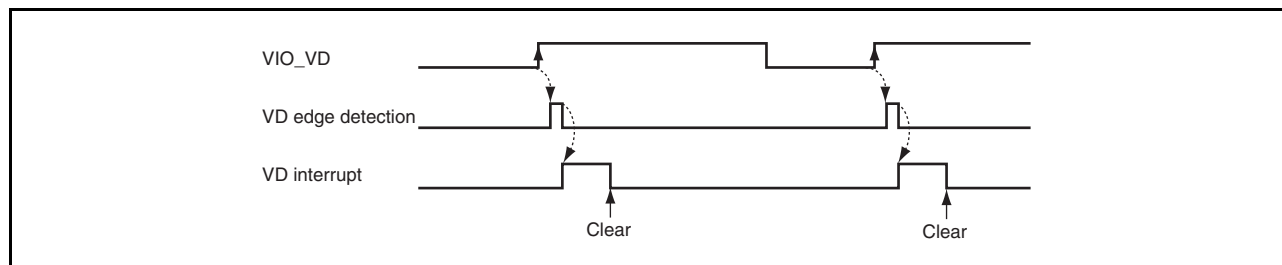 VIO_VD
VD edge detection
VD interrupt
Clear
Clear